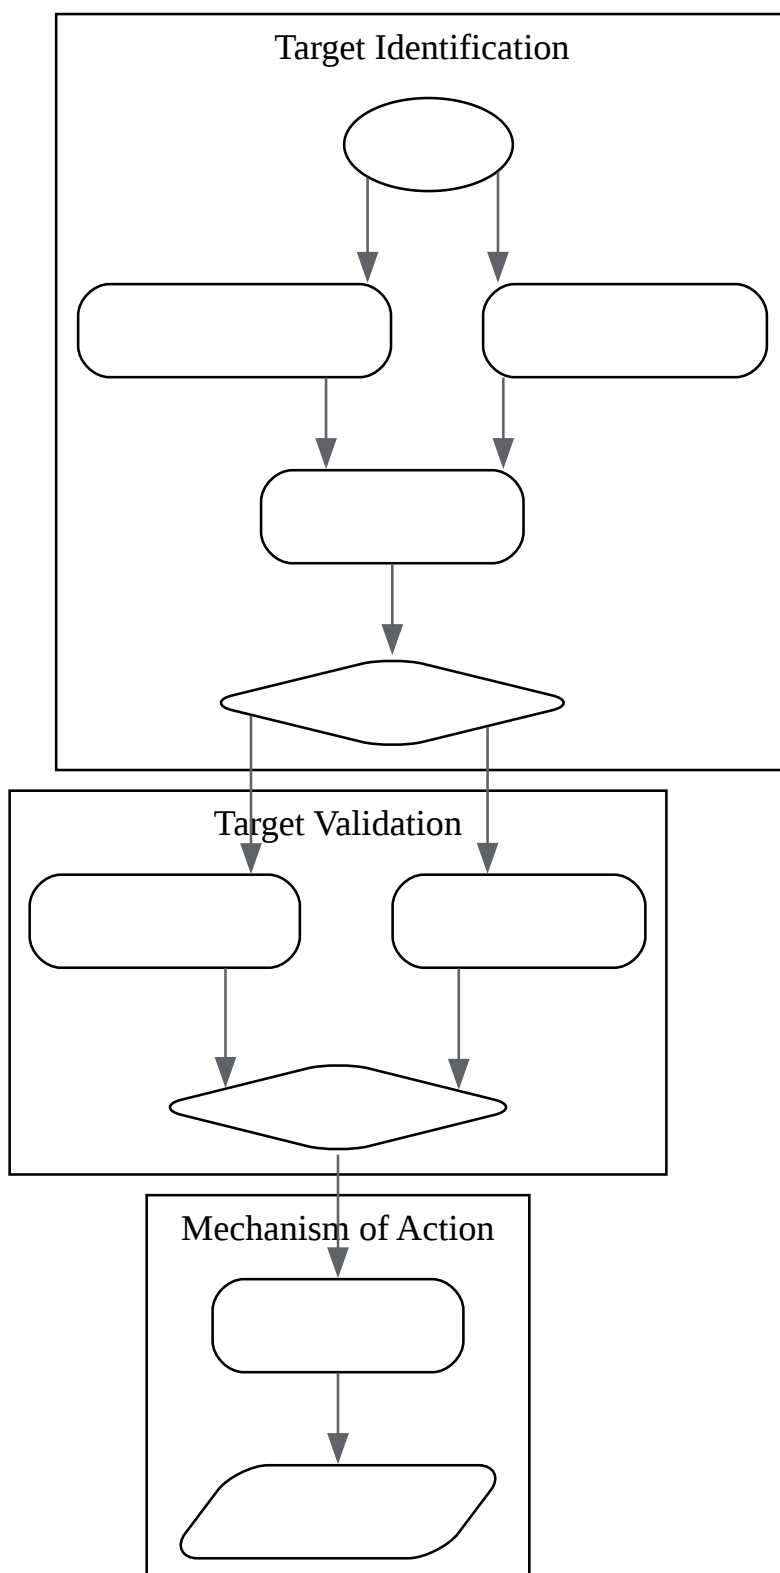 Target Identification
Target Validation
Mechanism of Action